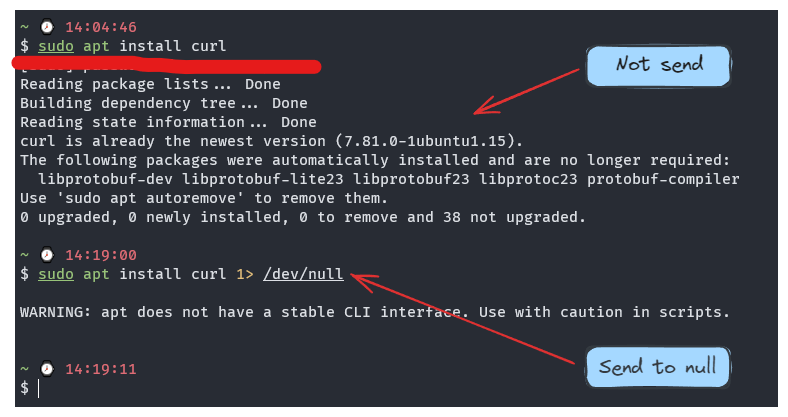 ~ 14:04:46
$ sudo apt install curl
Reading package lists... Done
Building dependency tree... Done
Reading state information... Done
curl is already the newest version (7.81.0-1ubuntu1.15).
The following packages were automatically installed and are no longer required:
libprotobuf-dev libprotobuf-lite23 libprotobuf23 libprotoc23 protobuf-compiler
Use 'sudo apt autoremove' to remove them.
0 upgraded, 0 newly installed, 0 to remove and 38 not upgraded.
Not send
~ 14:19:00
$ sudo apt install curl 1> /dev/null
WARNING: apt does not have a stable CLI interface. Use with caution in scripts.
Send to null
~ 14:19:11
$